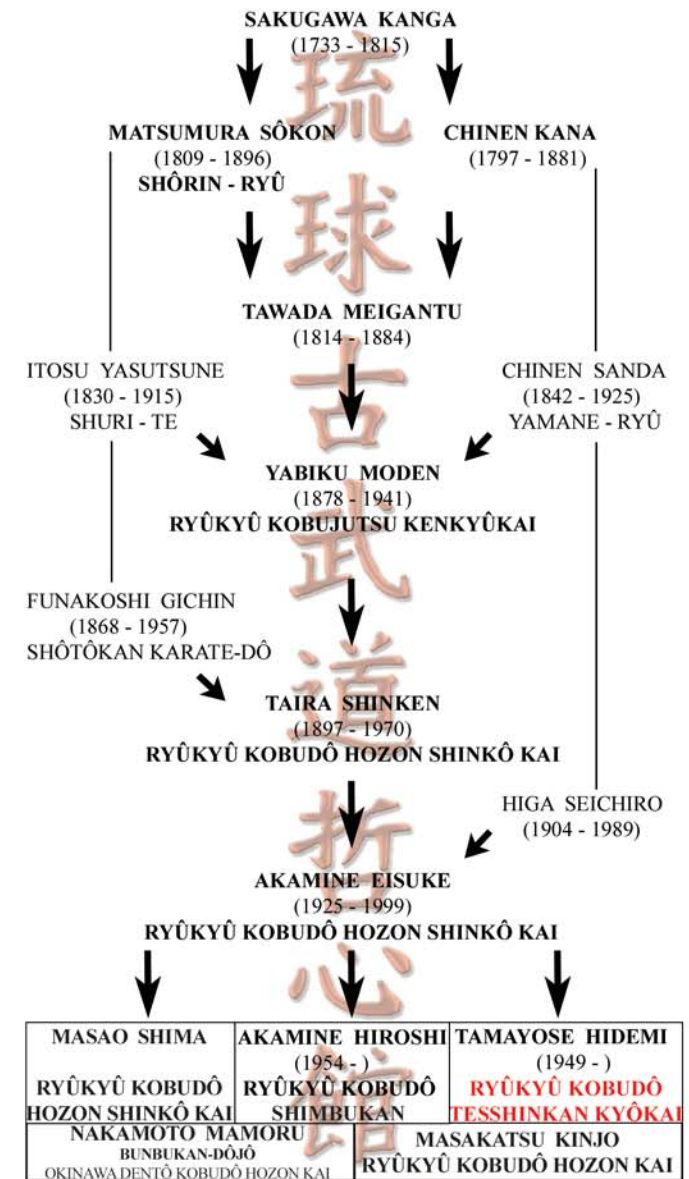 SAKUGAWA KANGA
(1733 - 1815)
MATSUMURA SÔKON
(1809 - 1896)
SHÔRIN - RYÛ
CHINEN KANA
(1797 - 1881)
TAWADA MEIGANTU
(1814 - 1884)
ITOSU YASUTSUNE
(1830 - 1915)
SHURI - TE
CHINEN SANDA
(1842 - 1925)
YAMANE - RYÛ
YABIKU MODEN
(1878 - 1941)
RYÛKYÛ KOBUJUTSU KENKYÛKAI
FUNAKOSHI GICHIN
(1868 - 1957)
SHÔTÔKAN KARATE-DÔ
TAIRA SHINKEN
(1897 - 1970)
RYÛKYÛ KOBUDÔ HOZON SHINKÔ KAI
HIGA SEICHIRO
(1904 - 1989)
AKAMINE EISUKE
(1925 - 1999)
RYÛKYÛ KOBUDÔ HOZON SHINKÔ KAI
MASAO SHIMA
RYÛKYÛ KOBUDÔ
HOZON SHINKÔ KAI
AKAMINE HIROSHI
(1954 - )
RYÛKYÛ KOBUDÔ
SHIMBUKAN
TAMAYOSE HIDEMI
(1949 - )
RYÛKYÛ KOBUDÔ
TESSHINKAN KYÔKAI
NAKAMOTO MAMORU
BUNBUKAN-DÔJÔ
OKINAWA DENTÔ KOBUDÔ HOZON KAI
MASAKATSU KINJO
RYÛKYÛ KOBUDÔ HOZON KAI
琉球古武道哲心館